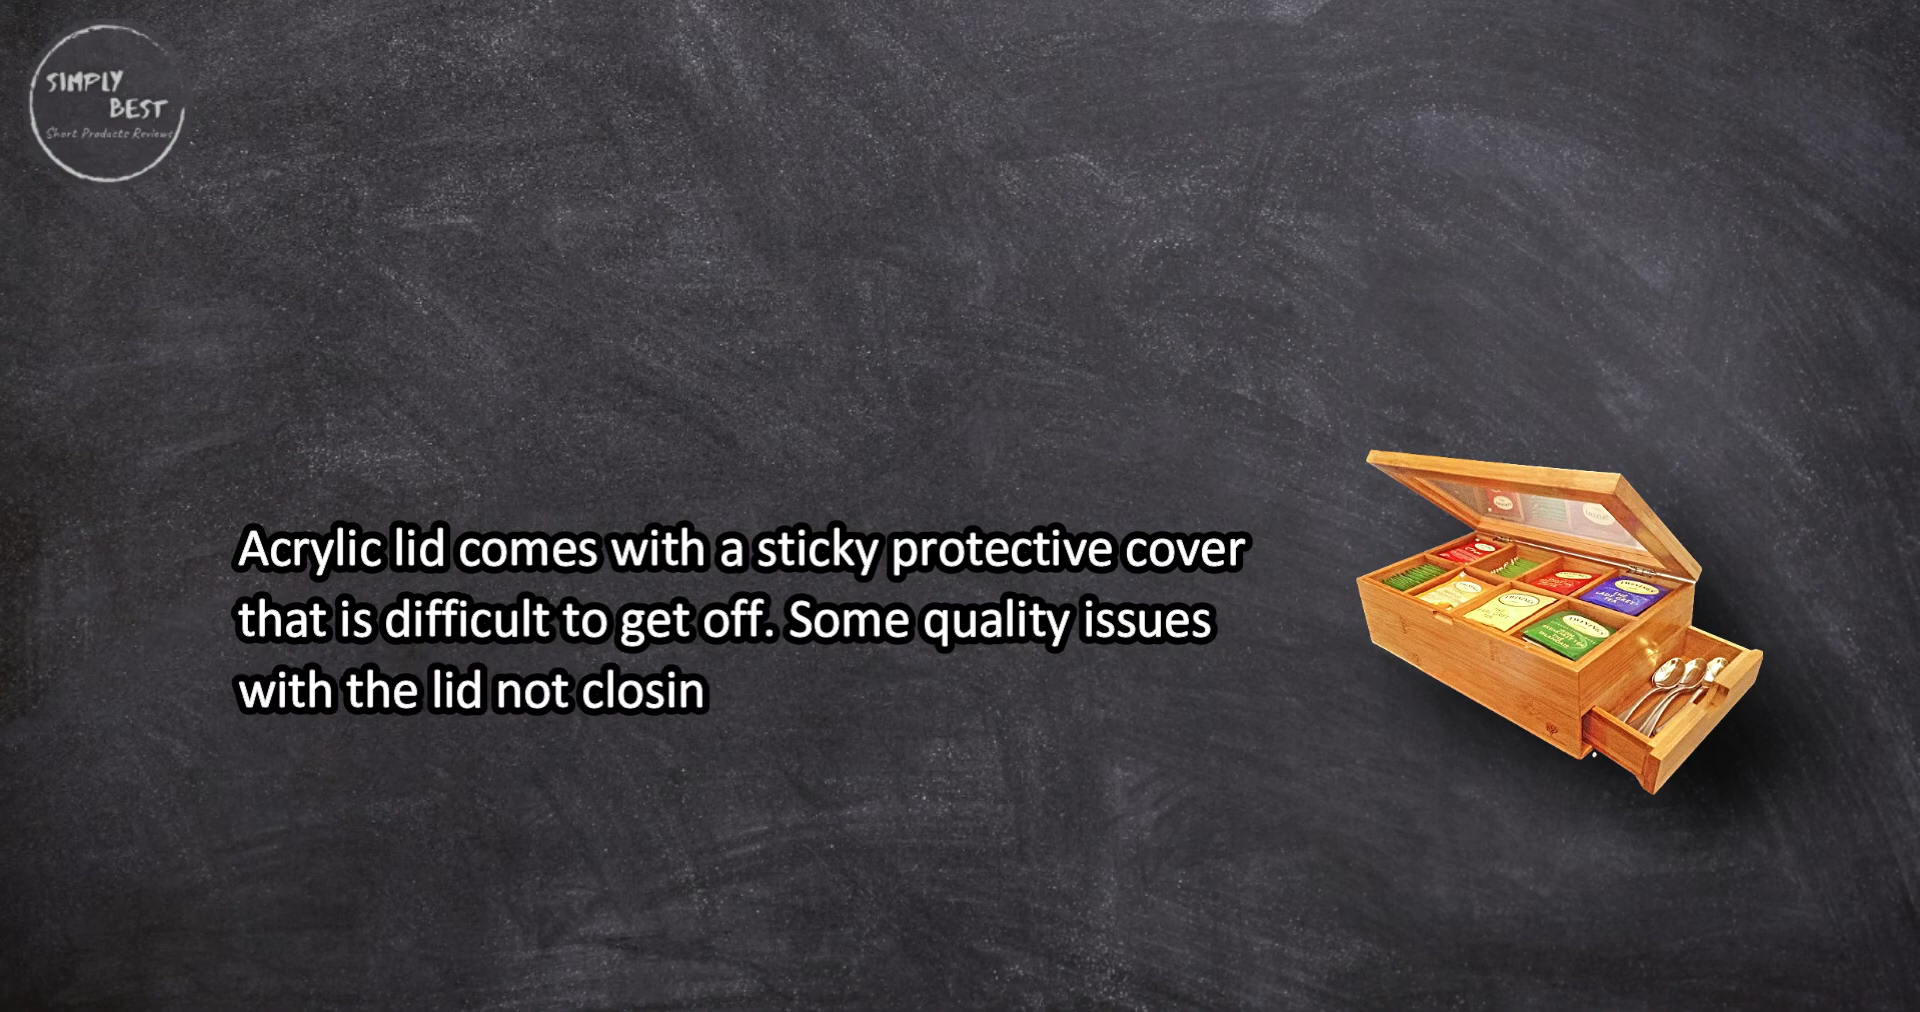 SIMPLY
BEST
Short Products Reviews
Acrylic lid comes with a sticky protective cover
that is difficult to get off. Some quality issues
with the lid not closin